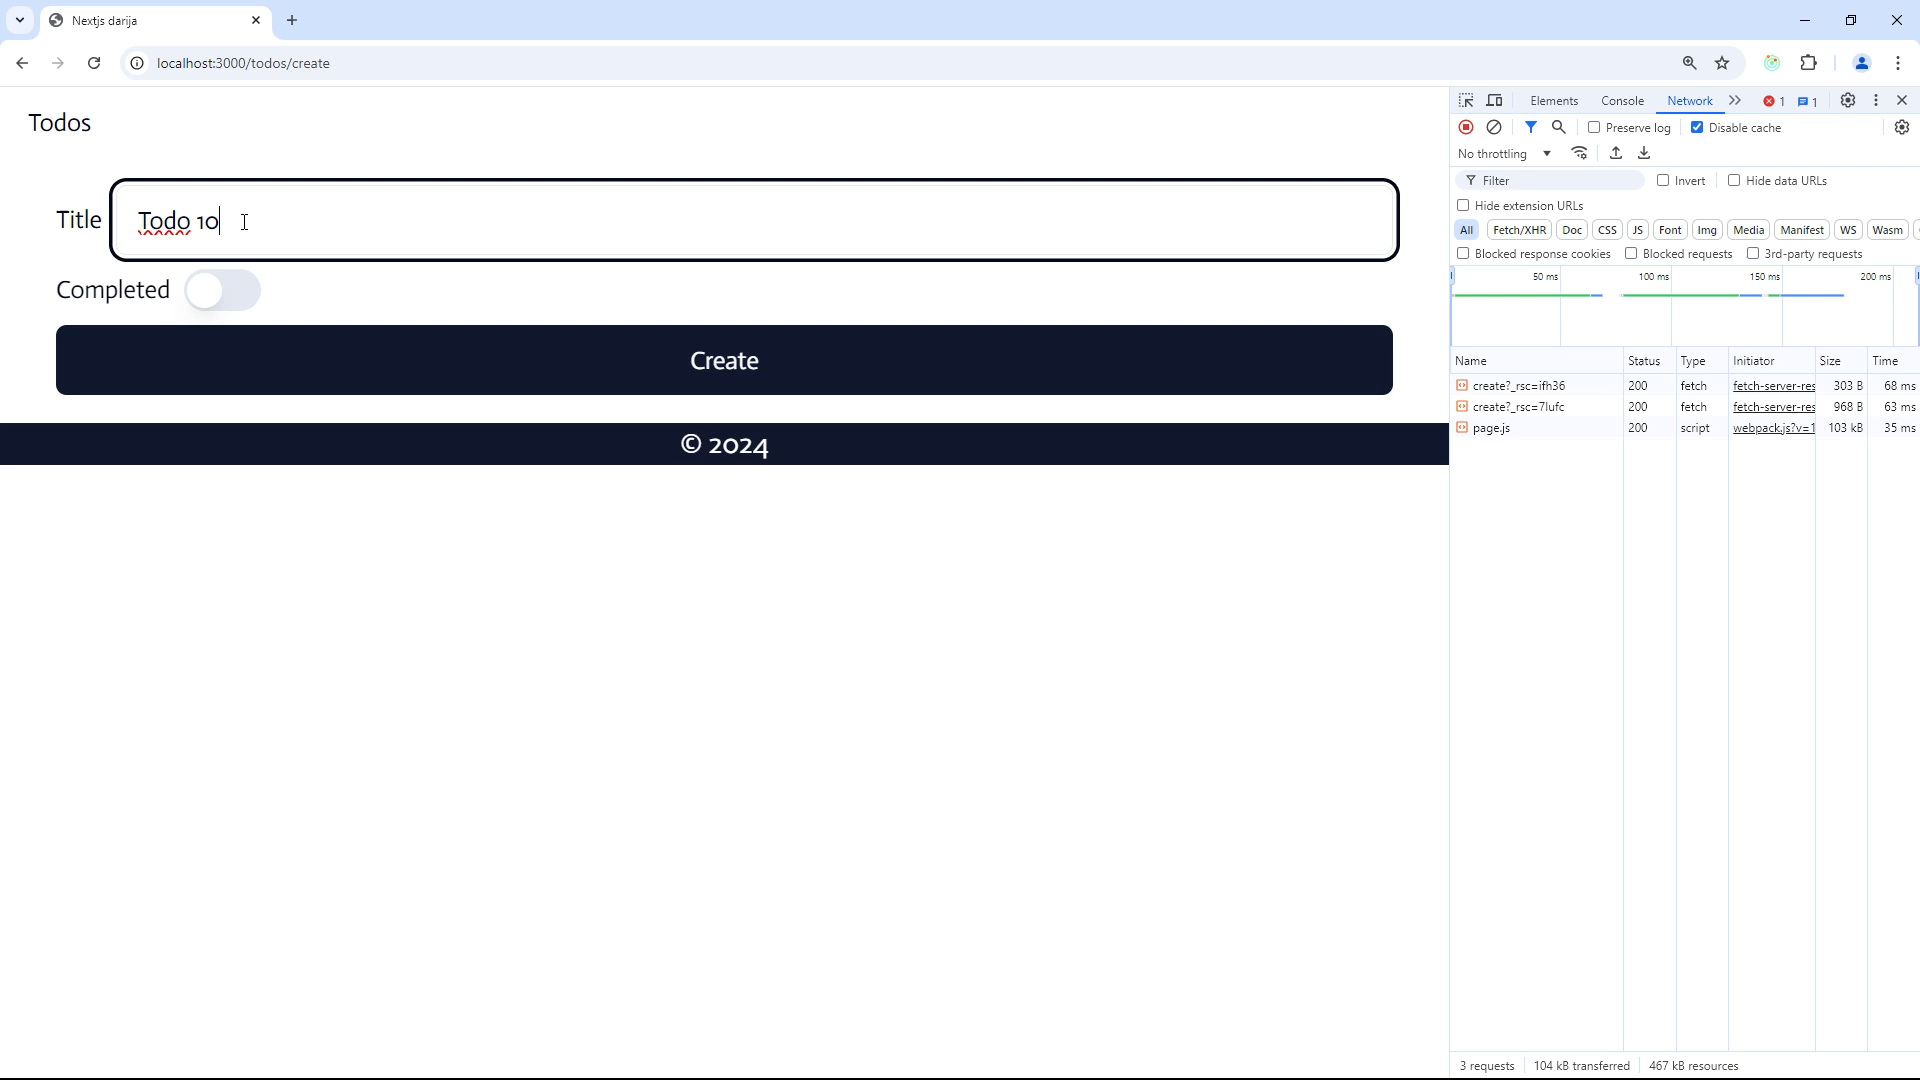 Nextjs darija
localhost:3000/todos/create
Todos
Title Todo 10
Completed
Create
© 2024
Elements Console Network 1 1
Preserve log Disable cache
No throttling
Filter Invert Hide data URLs
Hide extension URLs
All Fetch/XHR Doc CSS JS Font Img Media Manifest WS Wasm
Blocked response cookies Blocked requests 3rd-party requests
50 ms 100 ms 150 ms 200 ms
Name Status Type Initiator Size Time
create?_rsc=ifh36 200 fetch fetch-server-res 303 B 68 ms
create?_rsc=7lufc 200 fetch fetch-server-res 968 B 63 ms
page.js 200 script webpack.js?v=1 103 kB 35 ms
3 requests 104 kB transferred 467 kB resources